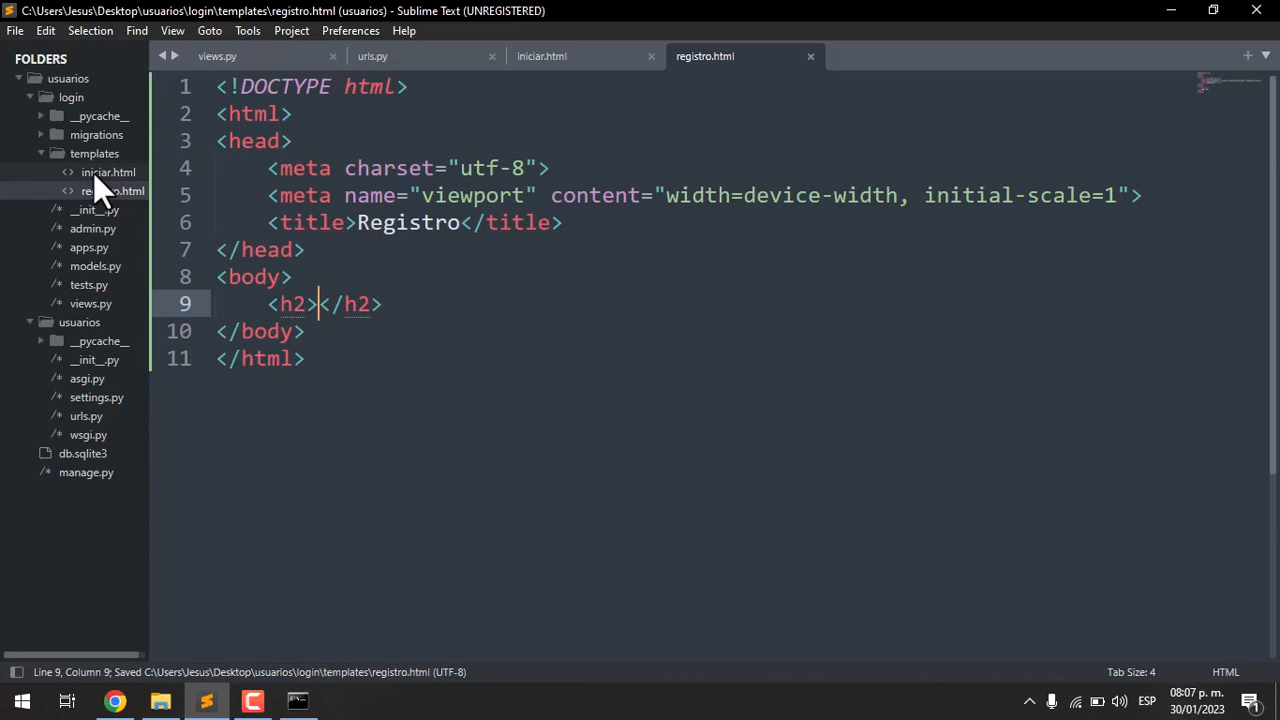 C:\Users\Jesus\Desktop\usuarios\login\templates\registro.html (usuarios) - Sublime Text (UNREGISTERED)
File Edit Selection Find View Goto Tools Project Preferences Help
FOLDERS
usuarios
login
__pycache__
migrations
templates
iniciar.html
__init__.py
admin.py
apps.py
models.py
tests.py
views.py
usuarios
__pycache__
__init__.py
asgi.py
settings.py
urls.py
wsgi.py
db.sqlite3
manage.py
views.py urls.py iniciar.html registro.html
1 <!DOCTYPE html>
2 <html>
3 <head>
4 <meta charset="utf-8">
5 <meta name="viewport" content="width=device-width, initial-scale=1">
6 <title>Registro</title>
7 </head>
8 <body>
9 <h2></h2>
10 </body>
11 </html>
Line 9, Column 9; Saved C:\Users\Jesus\Desktop\usuarios\login\templates\registro.html (UTF-8) Tab Size: 4 HTML
ESP
08:07 p. m.
30/01/2023
1